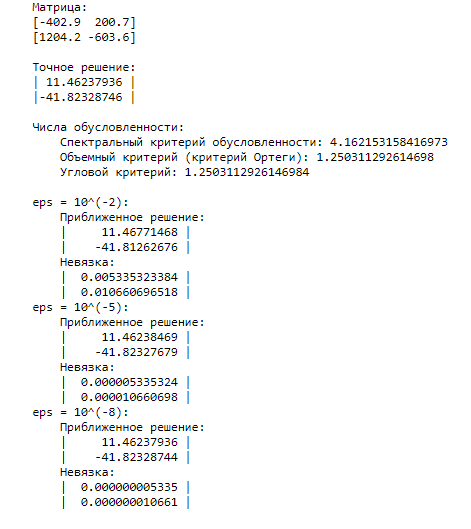 Матрица:
[-402.9 200.7]
[1204.2 -603.6]
Точное решение:
| 11.46237936 |
|-41.82328746 |
Числа обусловленности:
Спектральный критерий обусловленности: 4.162153158416973
Объемный критерий (критерий Ортеги): 1.250311292614698
Угловой критерий: 1.2503112926146984
eps = 10^(-2):
Приближенное решение:
| 11.46771468 |
| -41.81262676 |
Невязка:
| 0.005335323384 |
| 0.010660696518 |
eps = 10^(-5):
Приближенное решение:
| 11.46238469 |
| -41.82327679 |
Невязка:
| 0.000005335324 |
| 0.000010660698 |
eps = 10^(-8):
Приближенное решение:
| 11.46237936 |
| -41.82328744 |
Невязка:
| 0.000000005335 |
| 0.000000010661 |